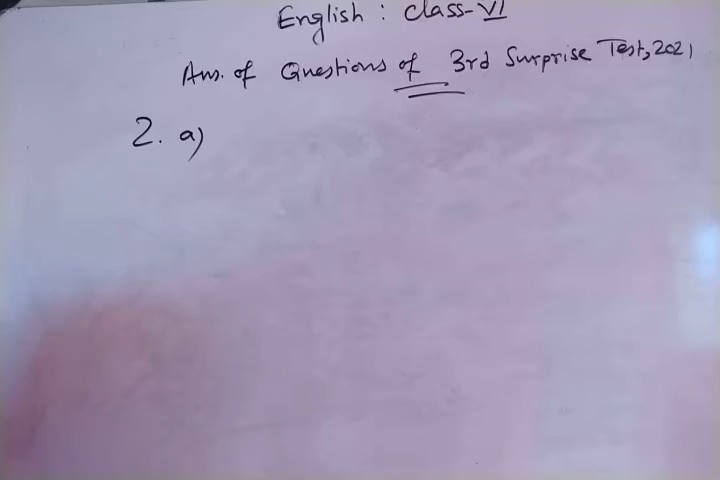 English : Class-VI
Ans. of Questions of 3rd Surprise Test, 2021
2. a)